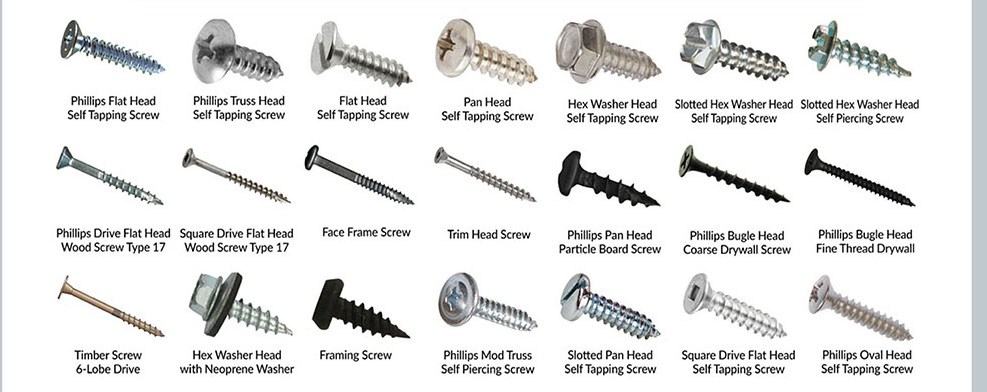 Phillips Flat Head
Self Tapping Screw
Phillips Truss Head
Self Tapping Screw
Flat Head
Self Tapping Screw
Pan Head
Self Tapping Screw
Hex Washer Head
Self Tapping Screw
Slotted Hex Washer Head
Self Tapping Screw
Slotted Hex Washer Head
Self Piercing Screw
Phillips Drive Flat Head
Wood Screw Type 17
Square Drive Flat Head
Wood Screw Type 17
Face Frame Screw
Trim Head Screw
Phillips Pan Head
Particle Board Screw
Phillips Bugle Head
Coarse Drywall Screw
Phillips Bugle Head
Fine Thread Drywall
Timber Screw
6-Lobe Drive
Hex Washer Head
with Neoprene Washer
Framing Screw
Phillips Mod Truss
Self Piercing Screw
Slotted Pan Head
Self Tapping Screw
Square Drive Flat Head
Self Tapping Screw
Phillips Oval Head
Self Tapping Screw